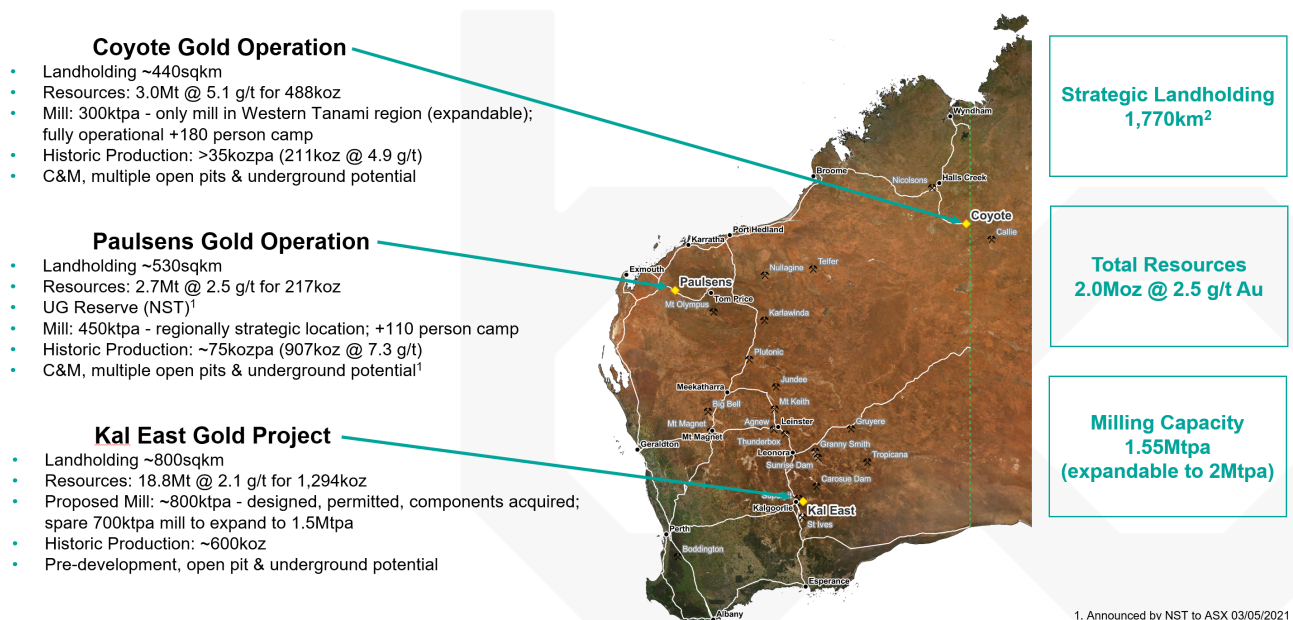 Coyote Gold Operation
• Landholding ~440sqkm
• Resources: 3.0Mt @ 5.1 g/t for 488koz
• Mill: 300ktpa - only mill in Western Tanami region (expandable);
fully operational +180 person camp
• Historic Production: >35kozpa (211koz @ 4.9 g/t)
• C&M, multiple open pits & underground potential
Paulsens Gold Operation
• Landholding ~530sqkm
• Resources: 2.7Mt @ 2.5 g/t for 217koz
• UG Reserve (NST)¹
• Mill: 450ktpa - regionally strategic location; +110 person camp
• Historic Production: ~75kozpa (907koz @ 7.3 g/t)
• C&M, multiple open pits & underground potential¹
Kal East Gold Project
• Landholding ~800sqkm
• Resources: 18.8Mt @ 2.1 g/t for 1,294koz
• Proposed Mill: ~800ktpa - designed, permitted, components acquired;
spare 700ktpa mill to expand to 1.5Mtpa
• Historic Production: ~600koz
• Pre-development, open pit & underground potential
Wyndham
Broome
Nicolsons
Halls Creek
Coyote
Callie
Port Hedland
Karratha
Exmouth
Nullagine
Telfer
Paulsens
Tom Price
Mt Olympus
Karlawinda
Plutonic
Jundee
Meekatharra
Mt Keith
Big Bell
Mt Magnet
Mt Magnet
Agnew
Leinster
Gruyere
Geraldton
Thunderbox
Granny Smith
Leonora
Tropicana
Sunrise Dam
Carosue Dam
Kalgoorlie
Kal East
St Ives
Perth
Boddington
Esperance
Albany
Strategic Landholding
1,770km²
Total Resources
2.0Moz @ 2.5 g/t Au
Milling Capacity
1.55Mtpa
(expandable to 2Mtpa)
1. Announced by NST to ASX 03/05/2021